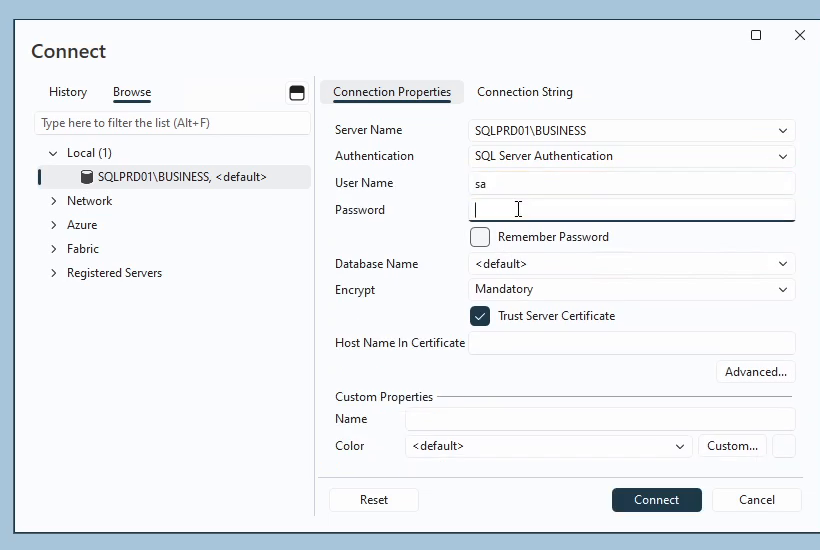 Connect
History Browse
Type here to filter the list (Alt+F)
Local (1)
SQLPRD01\BUSINESS, <default>
Network
Azure
Fabric
Registered Servers
Connection Properties Connection String
Server Name SQLPRD01\BUSINESS
Authentication SQL Server Authentication
User Name sa
Password
Remember Password
Database Name <default>
Encrypt Mandatory
Trust Server Certificate
Host Name In Certificate
Advanced...
Custom Properties
Name
Color <default> Custom...
Reset Connect Cancel